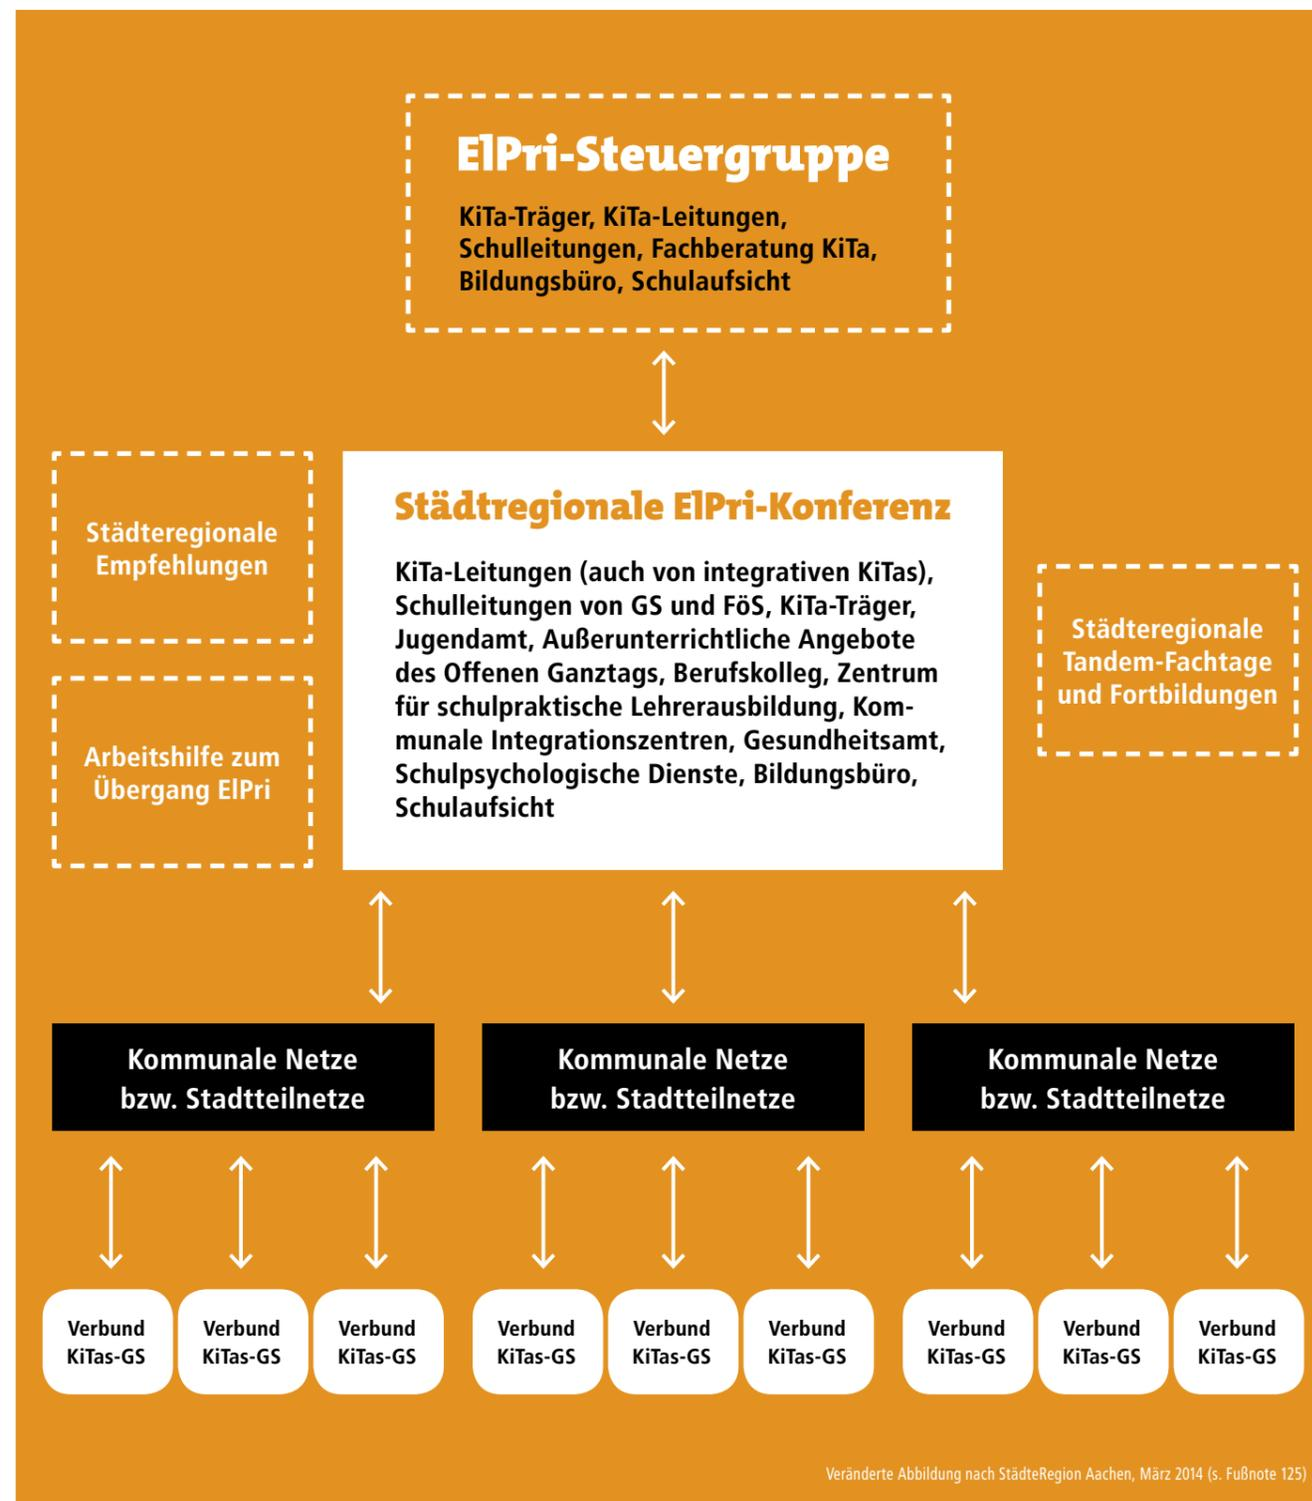 ElPri-Steuergruppe
KiTa-Träger, KiTa-Leitungen,
Schulleitungen, Fachberatung KiTa,
Bildungsbüro, Schulaufsicht
Städteregionale
Empfehlungen
Arbeitshilfe zum
Übergang ElPri
Städtregionale ElPri-Konferenz
KiTa-Leitungen (auch von integrativen KiTas),
Schulleitungen von GS und FöS, KiTa-Träger,
Jugendamt, Außerunterrichtliche Angebote
des Offenen Ganztags, Berufskolleg, Zentrum
für schulpraktische Lehrerausbildung, Kom-
munale Integrationszentren, Gesundheitsamt,
Schulpsychologische Dienste, Bildungsbüro,
Schulaufsicht
Städteregionale
Tandem-Fachtage
und Fortbildungen
Kommunale Netze
bzw. Stadtteilnetze
Kommunale Netze
bzw. Stadtteilnetze
Kommunale Netze
bzw. Stadtteilnetze
Verbund
KiTas-GS
Verbund
KiTas-GS
Verbund
KiTas-GS
Verbund
KiTas-GS
Verbund
KiTas-GS
Verbund
KiTas-GS
Verbund
KiTas-GS
Verbund
KiTas-GS
Verbund
KiTas-GS
Veränderte Abbildung nach StädteRegion Aachen, März 2014 (s. Fußnote 125)